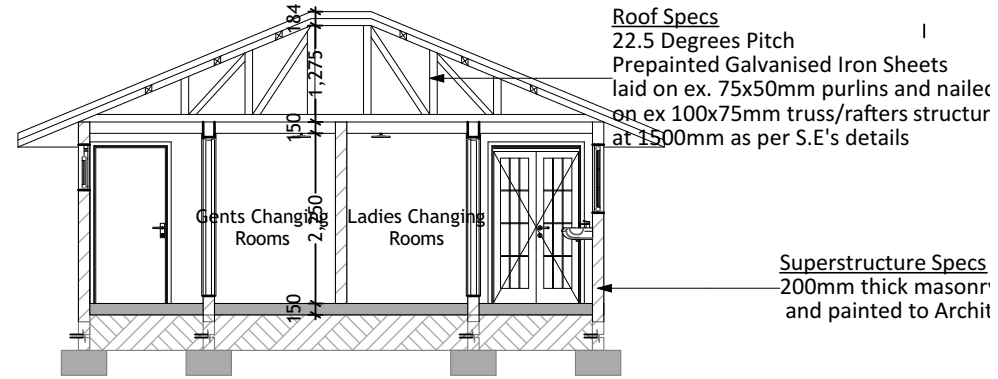 Roof Specs
22.5 Degrees Pitch
Prepainted Galvanised Iron Sheets
laid on ex. 75x50mm purlins and nailed
on ex 100x75mm truss/rafters structur
at 1500mm as per S.E's details
184
1,275
150
2,250
150
Gents Changing
Rooms
Ladies Changing
Rooms
Superstructure Specs
200mm thick masonry
and painted to Archit